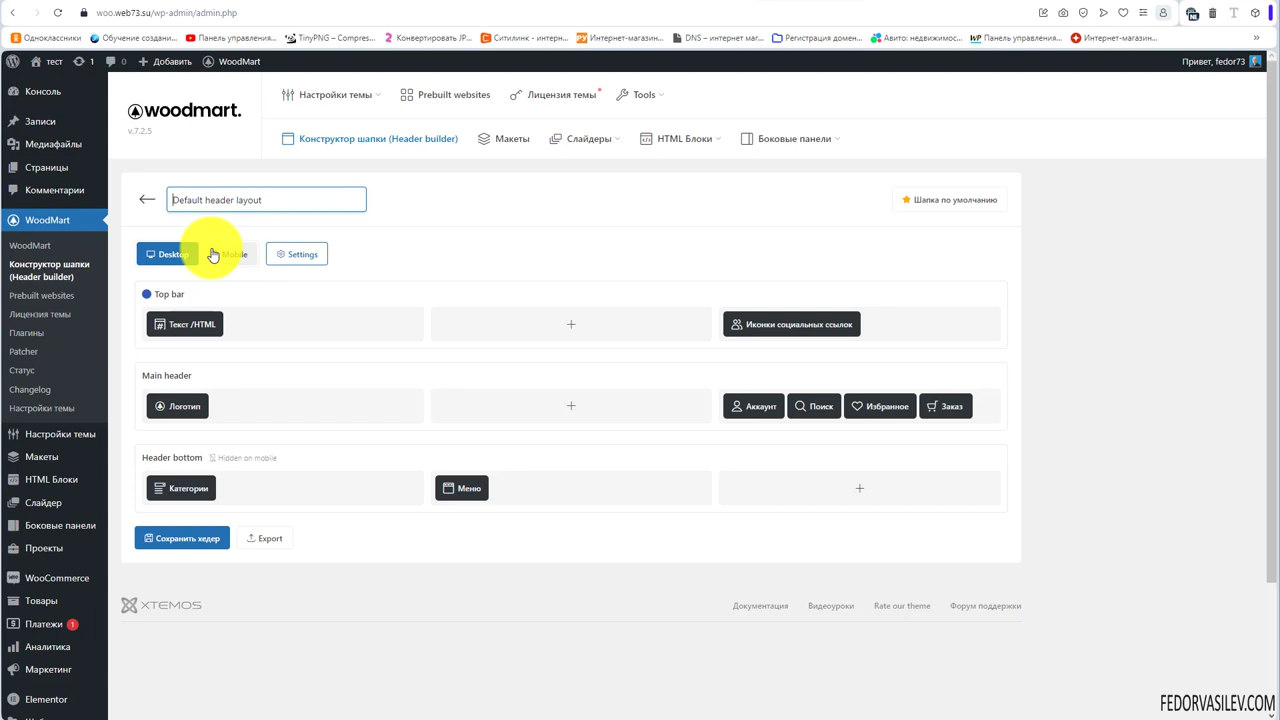 woo.web73.su/wp-admin/admin.php
Одноклассники
Обучение создани...
Панель управления...
TinyPNG – Compres...
Конвертировать JP...
Ситилинк - интерн...
Интернет-магазин...
DNS – интернет маг...
Регистрация домен...
Авито: недвижимос...
Панель управления...
Интернет-магазин...
тест
1
0
Добавить
WoodMart
Привет, fedor73
Консоль
Записи
Медиафайлы
Страницы
Комментарии
WoodMart
WoodMart
Конструктор шапки
(Header builder)
Prebuilt websites
Лицензия темы
Плагины
Patcher
Статус
Changelog
Настройки темы
Настройки темы
Макеты
HTML Блоки
Слайдер
Боковые панели
Проекты
WooCommerce
Товары
Платежи 1
Аналитика
Маркетинг
Elementor
woodmart.
v.7.2.5
Настройки темы
Prebuilt websites
Лицензия темы
Tools
Конструктор шапки (Header builder)
Макеты
Слайдеры
HTML Блоки
Боковые панели
Default header layout
Шапка по умолчанию
Desktop
Mobile
Settings
Top bar
Текст /HTML
Иконки социальных ссылок
Main header
Логотип
Аккаунт
Поиск
Избранное
Заказ
Header bottom Hidden on mobile
Категории
Меню
Сохранить хедер
Export
XTEMOS
Документация
Видеоуроки
Rate our theme
Форум поддержки
FEDORVASILEV.COM